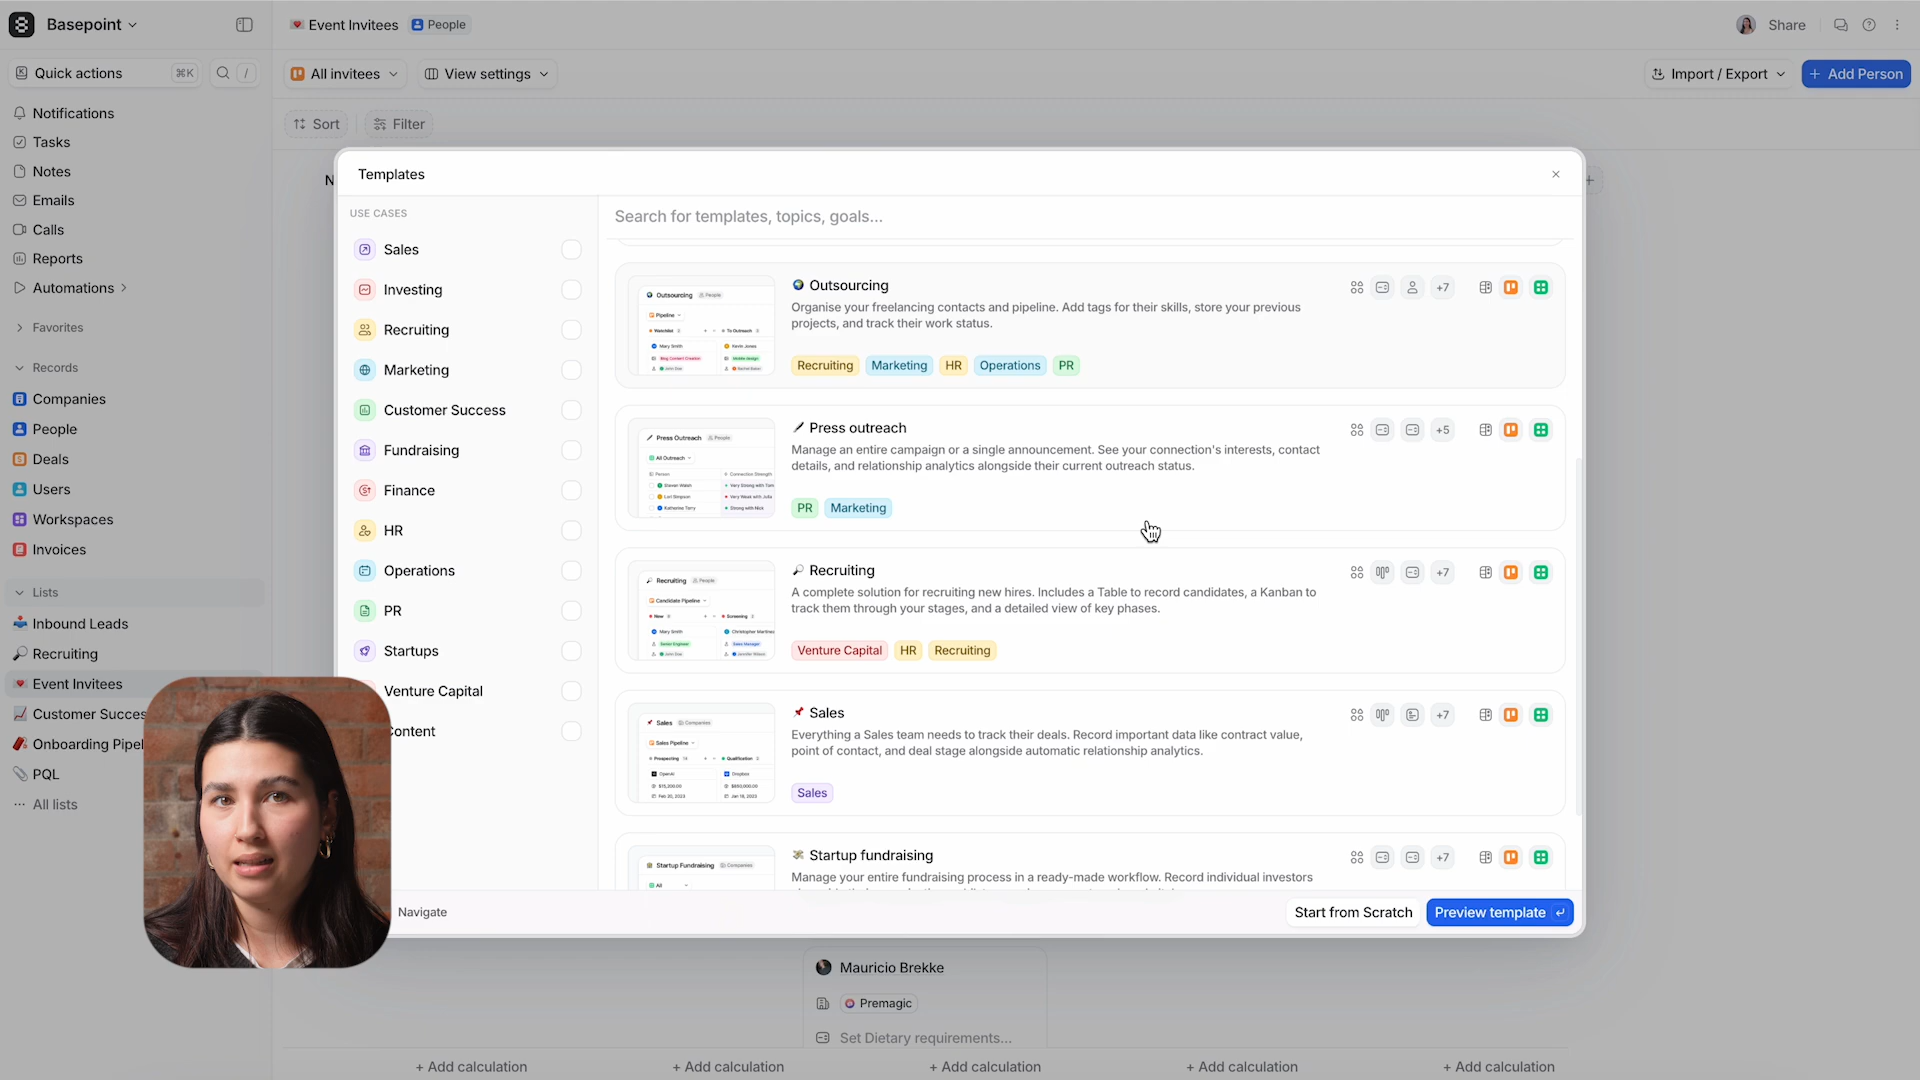 Basepoint
Event Invitees
People
Share
Quick actions
⌘K
/
All invitees
View settings
Import / Export
+ Add Person
Notifications
Sort
Filter
Tasks
Notes
Emails
Calls
Reports
Automations
Favorites
Records
Companies
People
Deals
Users
Workspaces
Invoices
Lists
Inbound Leads
Recruiting
Event Invitees
Customer Succes
Onboarding Pipel
PQL
All lists
N
Templates
USE CASES
Sales
Investing
Recruiting
Marketing
Customer Success
Fundraising
Finance
HR
Operations
PR
Startups
Venture Capital
Content
Search for templates, topics, goals...
Outsourcing People
Pipeline
Watchlist
To Outreach
Mary Smith
Kevin Jones
Blog Content Creator
Mobile design
John Doe
Rachel Baker
Outsourcing
+7
Organise your freelancing contacts and pipeline. Add tags for their skills, store your previous
projects, and track their work status.
Recruiting Marketing HR Operations PR
Press Outreach People
All Outreach
Person
Connection Strength
Steven Walsh
Very Strong with Tom
Lori Simpson
Very Weak with Julia
Katherine Terry
Strong with Nick
Press outreach
+5
Manage an entire campaign or a single announcement. See your connection's interests, contact
details, and relationship analytics alongside their current outreach status.
PR Marketing
Recruiting People
Candidate Pipeline
New
Screening
Mary Smith
Christopher Martinez
Senior Engineer
Sales Manager
John Doe
Jennifer Wilson
Recruiting
+7
A complete solution for recruiting new hires. Includes a Table to record candidates, a Kanban to
track them through your stages, and a detailed view of key phases.
Venture Capital HR Recruiting
Sales Companies
Sales Pipeline
Prospecting
Qualification
OpenAI
Dropbox
Feb 20, 2023
Jan 18, 2023
Sales
+7
Everything a Sales team needs to track their deals. Record important data like contract value,
point of contact, and deal stage alongside automatic relationship analytics.
Sales
Startup Fundraising Companies
All
Startup fundraising
+7
Manage your entire fundraising process in a ready-made workflow. Record individual investors
Navigate
Start from Scratch
Preview template
Mauricio Brekke
Premagic
Set Dietary requirements...
+ Add calculation
+ Add calculation
+ Add calculation
+ Add calculation
+ Add calculation